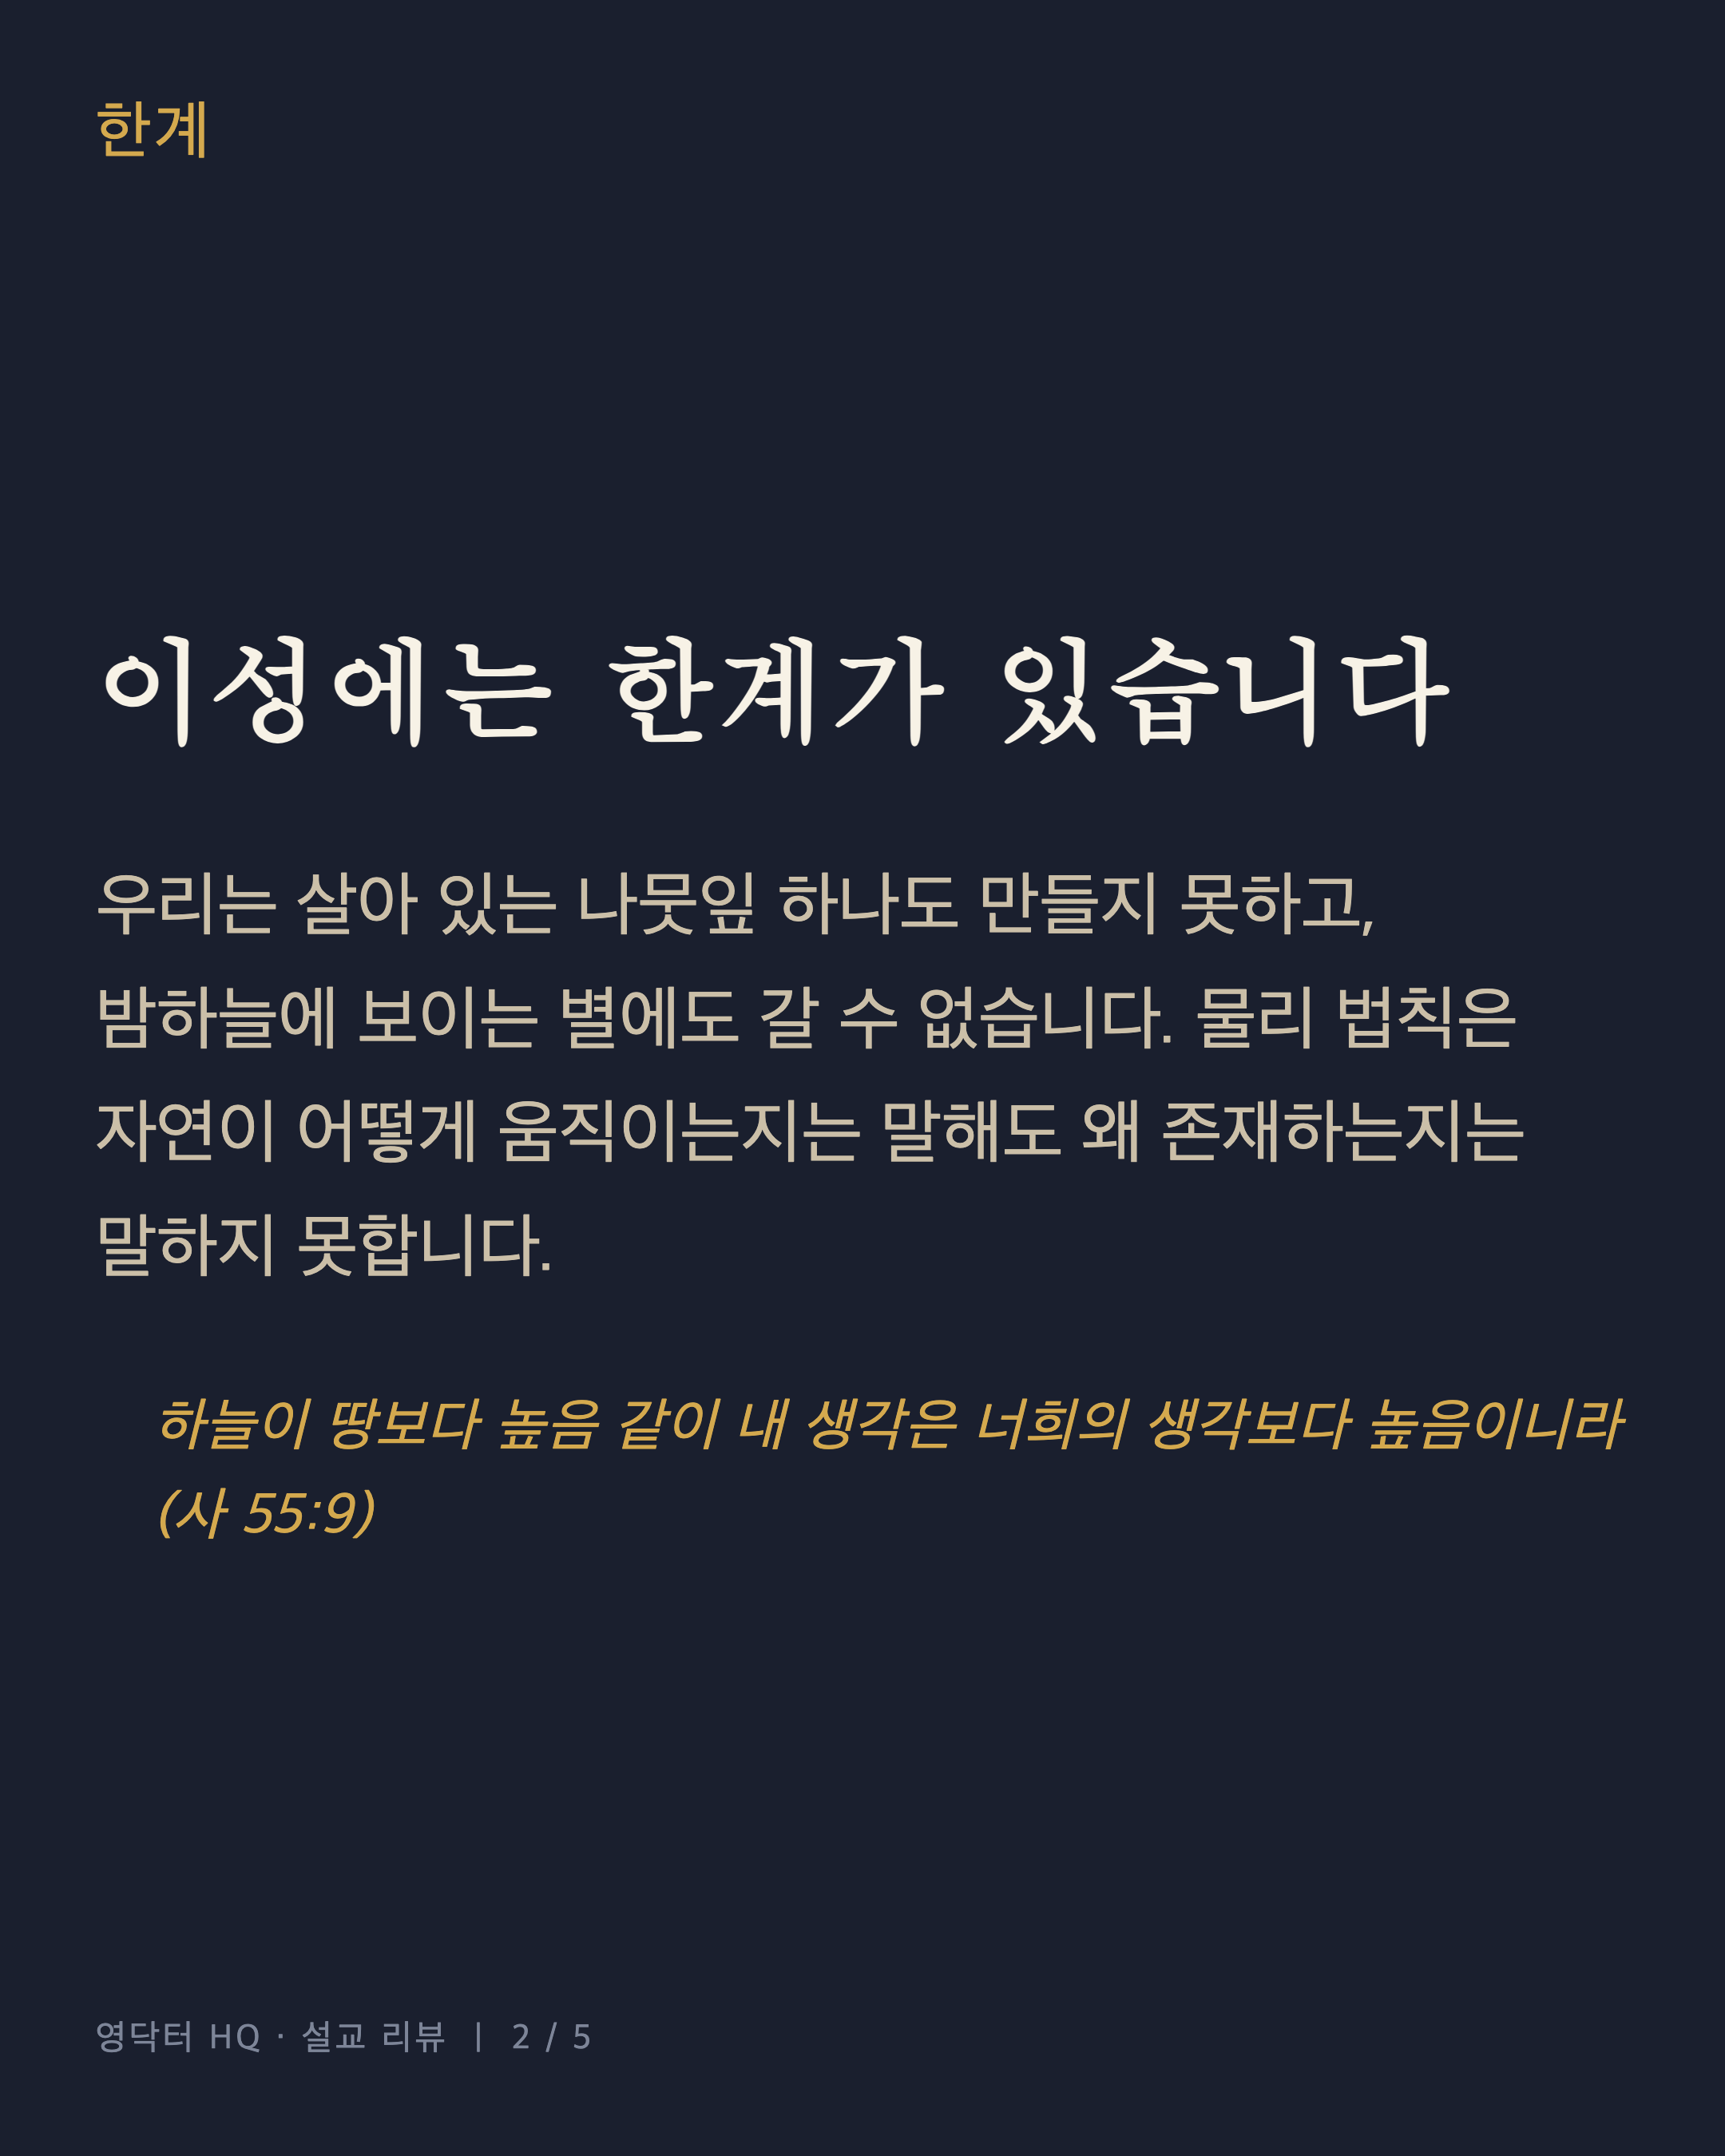 한계
이성에는 한계가 있습니다
우리는 살아 있는 나뭇잎 하나도 만들지 못하고,
밤하늘에 보이는 별에도 갈 수 없습니다. 물리 법칙은
자연이 어떻게 움직이는지는 말해도 왜 존재하는지는
말하지 못합니다.
하늘이 땅보다 높음 같이 내 생각은 너희의 생각보다 높음이니라
(사 55:9)
영닥터 HQ · 설교 리뷰 | 2 / 5